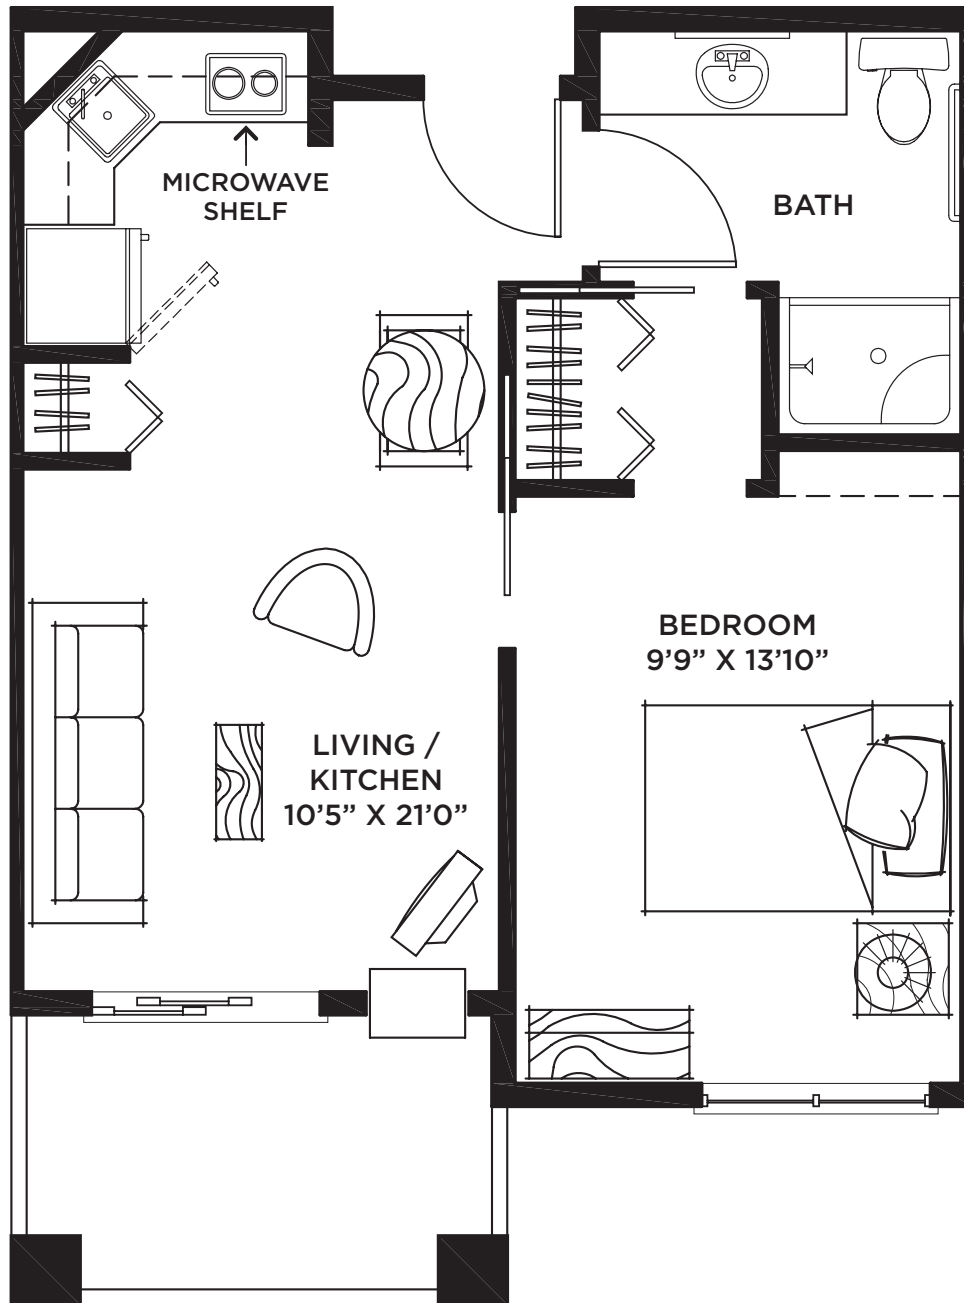 MICROWAVE
SHELF
BATH
BEDROOM
9’9” X 13’10”
LIVING /
KITCHEN
10’5” X 21’0”